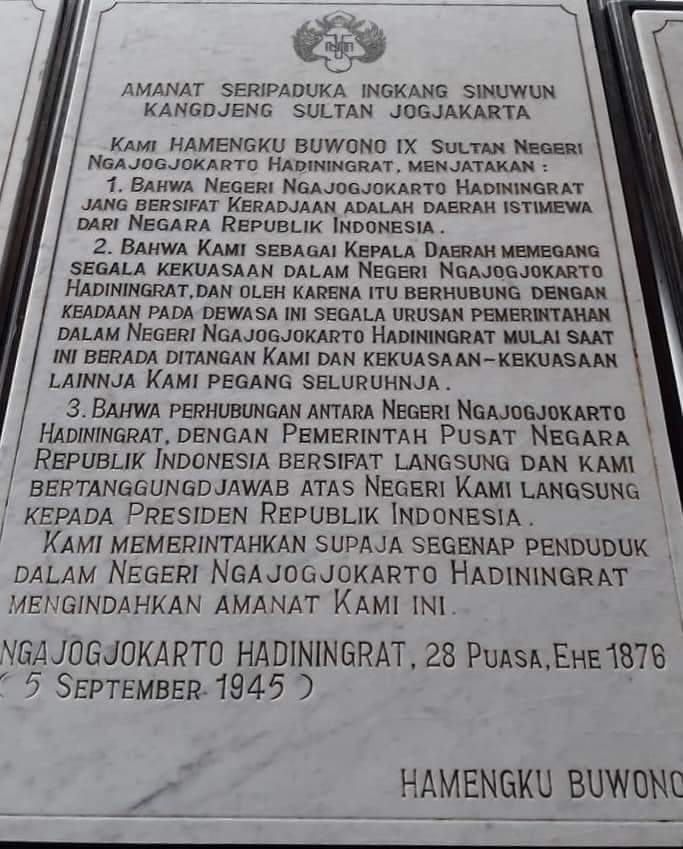 AMANAT SERIPADUKA INGKANG SINUWUN
KANGDJENG SULTAN JOGJAKARTA
KAMI HAMENGKU BUWONO IX SULTAN NEGERI
NGAJOGJOKARTO HADININGRAT, MENJATAKAN :
1. BAHWA NEGERI NGAJOGJOKARTO HADININGRAT
JANG BERSIFAT KERADJAAN ADALAH DAERAH ISTIMEWA
DARI NEGARA REPUBLIK INDONESIA.
2. BAHWA KAMI SEBAGAI KEPALA DAERAH MEMEGANG
SEGALA KEKUASAAN DALAM NEGERI NGAJOGJOKARTO
HADININGRAT, DAN OLEH KARENA ITU BERHUBUNG DENGAN
KEADAAN PADA DEWASA INI SEGALA URUSAN PEMERINTAHAN
DALAM NEGERI NGAJOGJOKARTO HADININGRAT MULAI SAAT
INI BERADA DITANGAN KAMI DAN KEKUASAAN-KEKUASAAN
LAINNJA KAMI PEGANG SELURUHNJA.
3. BAHWA PERHUBUNGAN ANTARA NEGERI NGAJOGJOKARTO
HADININGRAT, DENGAN PEMERINTAH PUSAT NEGARA
REPUBLIK INDONESIA BERSIFAT LANGSUNG DAN KAMI
BERTANGGUNGDJAWAB ATAS NEGERI KAMI LANGSUNG
KEPADA PRESIDEN REPUBLIK INDONESIA.
KAMI MEMERINTAHKAN SUPAJA SEGENAP PENDUDUK
DALAM NEGERI NGAJOGJOKARTO HADININGRAT
MENGINDAHKAN AMANAT KAMI INI.
NGAJOGJOKARTO HADININGRAT, 28 PUASA, EHE 1876
( 5 SEPTEMBER 1945 )
HAMENGKU BUWONO